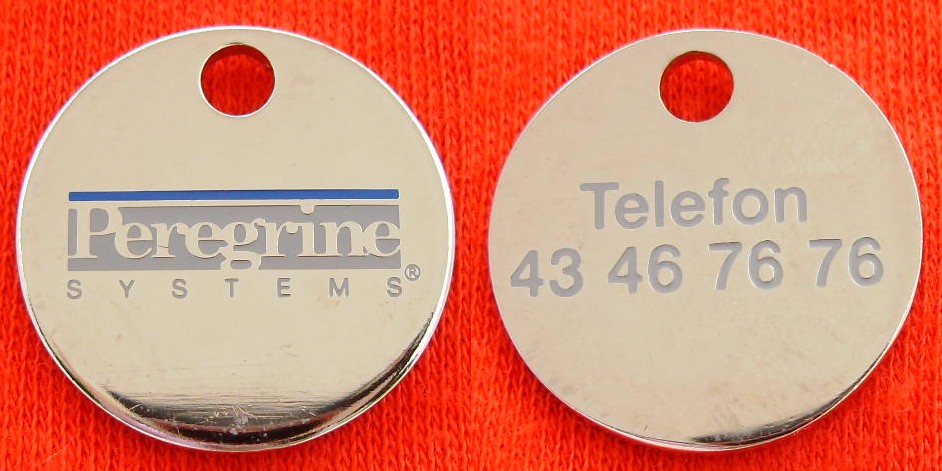 Peregrine
SYSTEMS®
Telefon
43 46 76 76